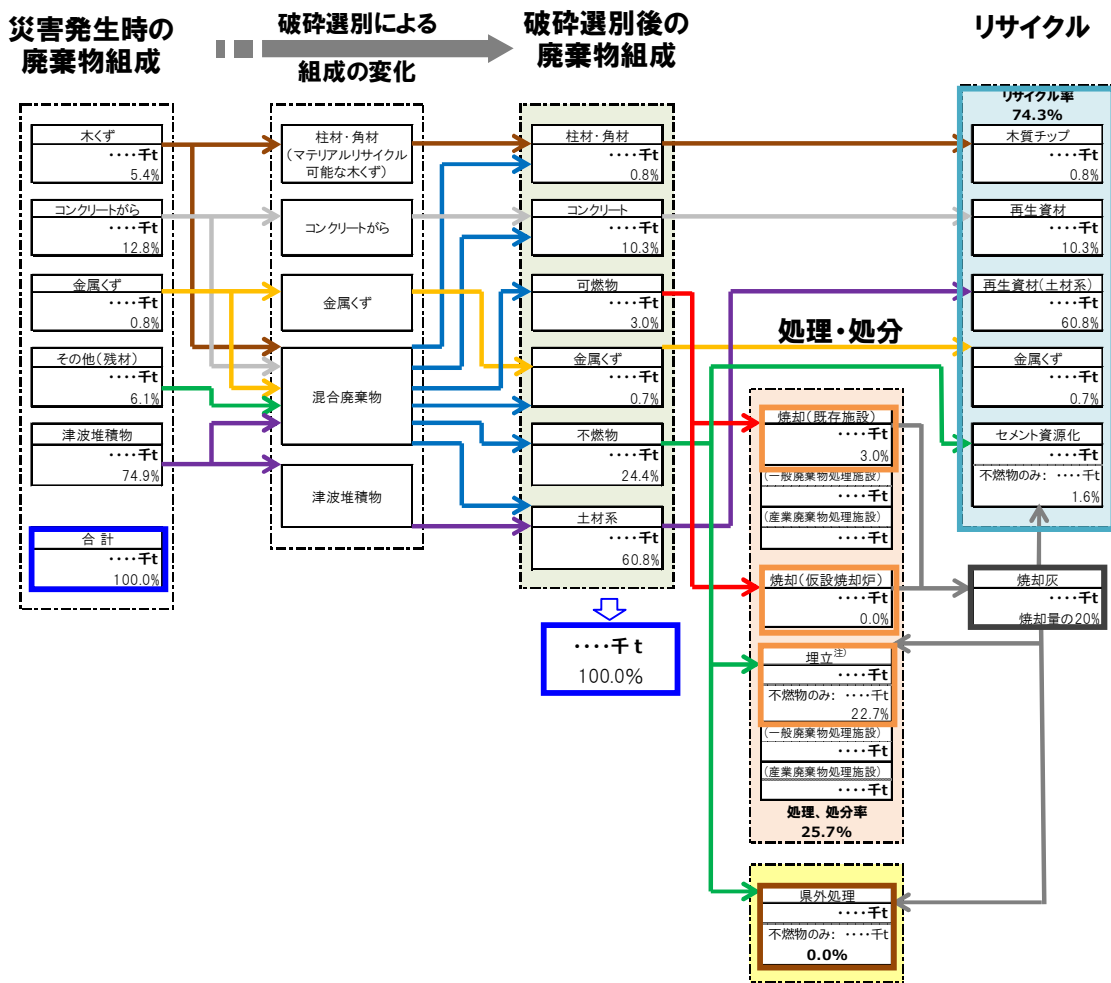 災害発生時の
廃棄物組成
破砕選別による
組成の変化
破砕選別後の
廃棄物組成
リサイクル
木くず
････千t
5.4%
コンクリートがら
････千t
12.8%
金属くず
････千t
0.8%
その他(残材)
････千t
6.1%
津波堆積物
････千t
74.9%
合計
････千t
100.0%
柱材・角材
(マテリアルリサイクル
可能な木くず)
コンクリートがら
金属くず
混合廃棄物
津波堆積物
柱材・角材
････千t
0.8%
コンクリート
････千t
10.3%
可燃物
････千t
3.0%
金属くず
････千t
0.7%
不燃物
････千t
24.4%
土材系
････千t
60.8%
････千t
100.0%
処理・処分
焼却(既存施設)
････千t
3.0%
(一般廃棄物処理施設)
････千t
(産業廃棄物処理施設)
････千t
焼却(仮設焼却炉)
････千t
0.0%
埋立注)
････千t
不燃物のみ: ････千t
22.7%
(一般廃棄物処理施設)
････千t
(産業廃棄物処理施設)
････千t
処理、処分率
25.7%
県外処理
････千t
不燃物のみ: ････千t
0.0%
リサイクル率
74.3%
木質チップ
････千t
0.8%
再生資材
････千t
10.3%
再生資材(土材系)
････千t
60.8%
金属くず
････千t
0.7%
セメント資源化
････千t
不燃物のみ: ････千t
1.6%
焼却灰
････千t
焼却量の20%